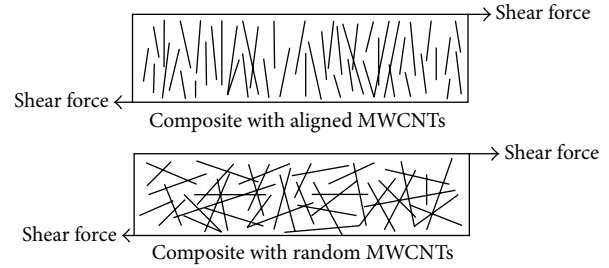 Shear force
Shear force
Composite with aligned MWCNTs
Shear force
Shear force
Composite with random MWCNTs